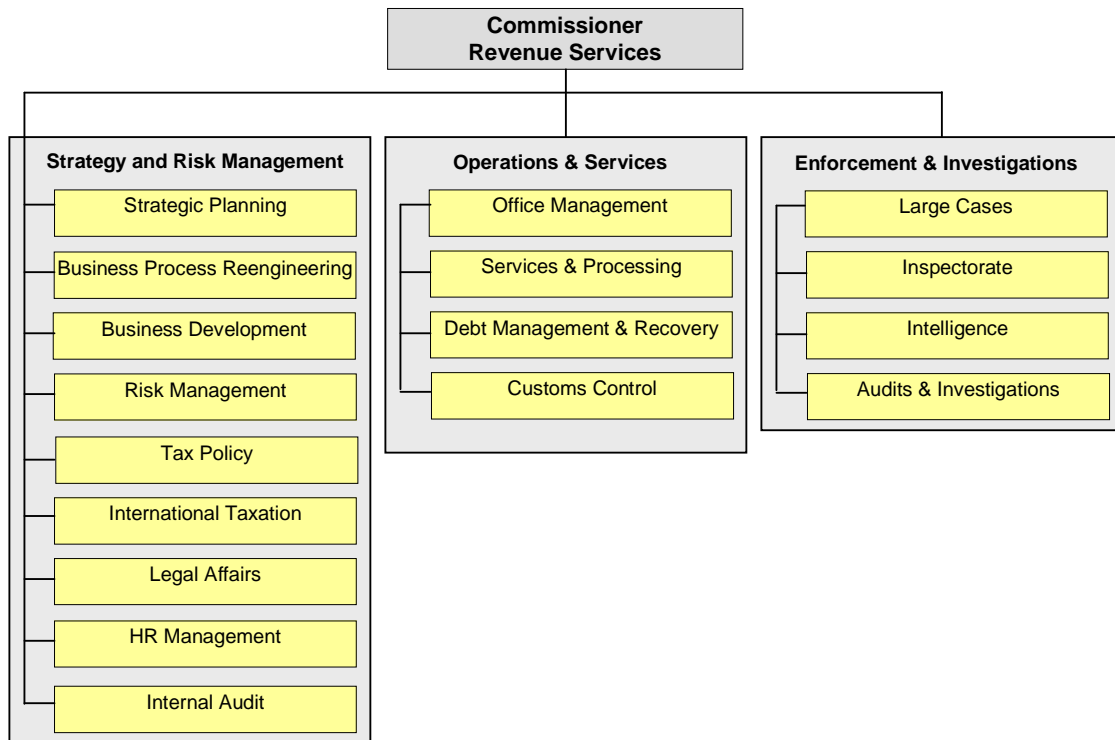 Commissioner
Revenue Services
Strategy and Risk Management
Strategic Planning
Business Process Reengineering
Business Development
Risk Management
Tax Policy
International Taxation
Legal Affairs
HR Management
Internal Audit
Operations & Services
Office Management
Services & Processing
Debt Management & Recovery
Customs Control
Enforcement & Investigations
Large Cases
Inspectorate
Intelligence
Audits & Investigations